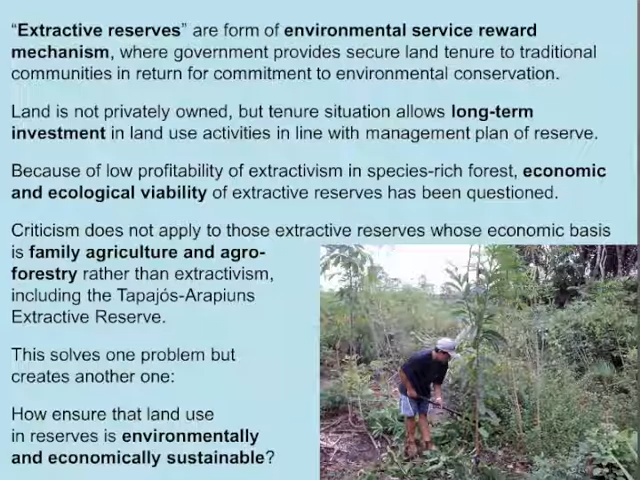 “Extractive reserves” are form of environmental service reward
mechanism, where government provides secure land tenure to traditional
communities in return for commitment to environmental conservation.
Land is not privately owned, but tenure situation allows long-term
investment in land use activities in line with management plan of reserve.
Because of low profitability of extractivism in species-rich forest, economic
and ecological viability of extractive reserves has been questioned.
Criticism does not apply to those extractive reserves whose economic basis
is family agriculture and agro-
forestry rather than extractivism,
including the Tapajós-Arapiuns
Extractive Reserve.
This solves one problem but
creates another one:
How ensure that land use
in reserves is environmentally
and economically sustainable?